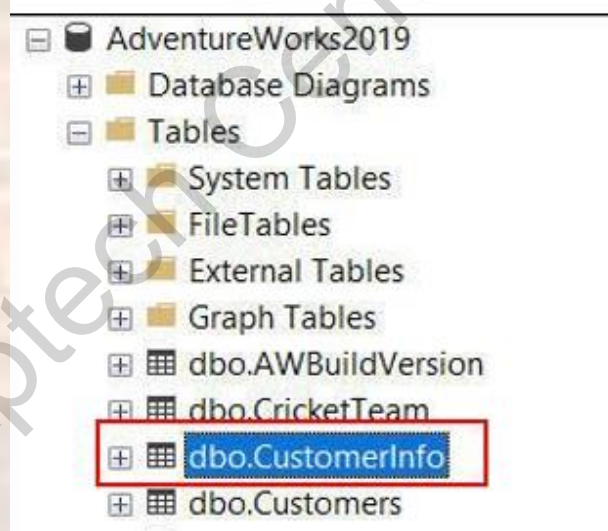 AdventureWorks2019
Database Diagrams
Tables
System Tables
FileTables
External Tables
Graph Tables
dbo.AWBuildVersion
dbo.CricketTeam
dbo.CustomerInfo
dbo.Customers